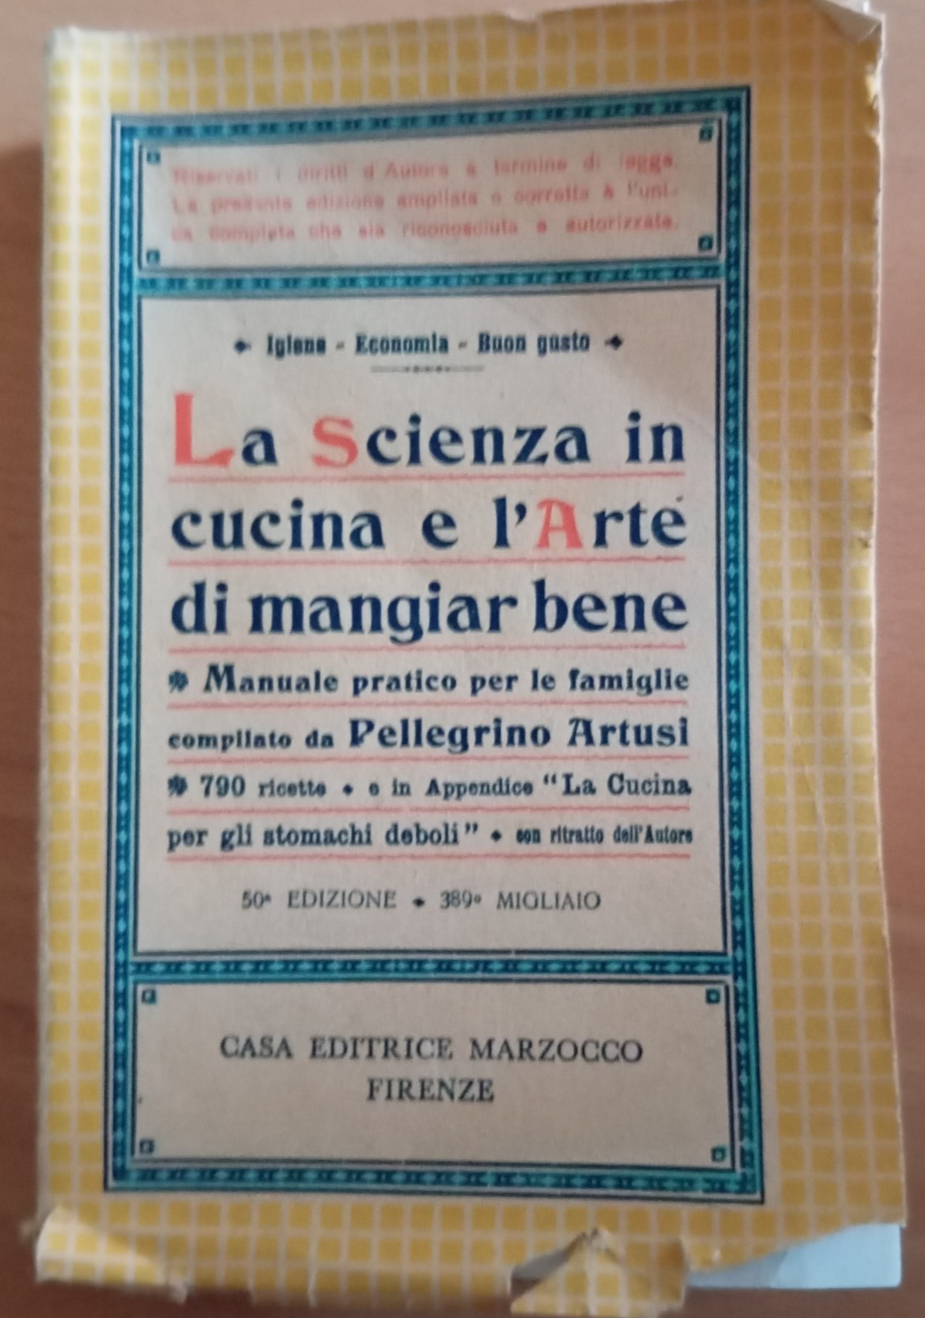 Riservati i diritti d'Autore a termine di legge.
La presente edizione ampliata e corretta è l'uni-
ca completa che sia riconosciuta e autorizzata.
Igiene - Economia - Buon gusto
La Scienza in
cucina e l'Arte
di mangiar bene
Manuale pratico per le famiglie
compilato da Pellegrino Artusi
790 ricette • e in Appendice “La Cucina
per gli stomachi deboli” • con ritratto dell'Autore
50ª EDIZIONE • 389º MIGLIAIO
CASA EDITRICE MARZOCCO
FIRENZE